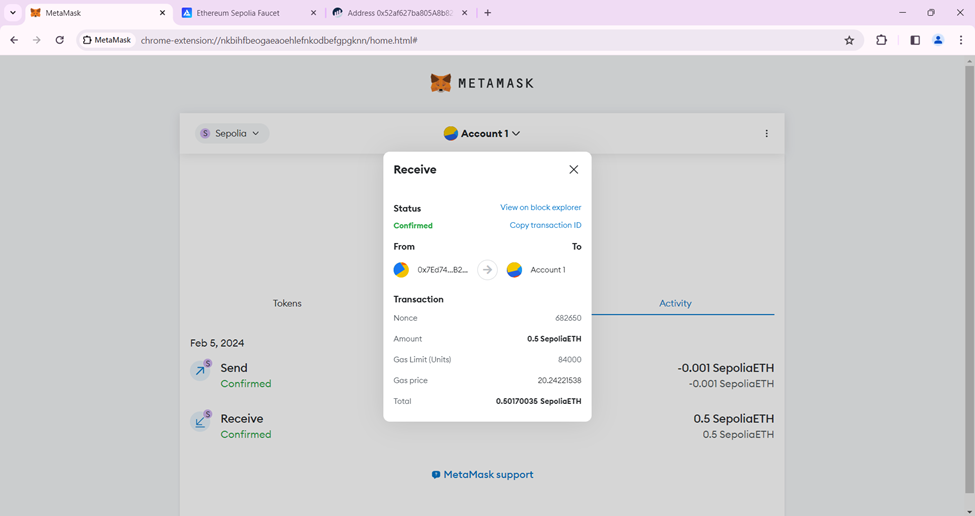 MetaMask
Ethereum Sepolia Faucet
Address 0x52af627ba805A8b82
MetaMask
chrome-extension://nkbihfbeogaeaoehlefnkodbefgpgknn/home.html#
METAMASK
S Sepolia
Account 1
Receive
Status
View on block explorer
Confirmed
Copy transaction ID
From
To
0x7Ed74...B2...
Account 1
Transaction
Nonce
682650
Amount
0.5 SepoliaETH
Gas Limit (Units)
84000
Gas price
20.24221538
Total
0.50170035 SepoliaETH
Tokens
Activity
Feb 5, 2024
S
Send
-0.001 SepoliaETH
Confirmed
-0.001 SepoliaETH
S
Receive
0.5 SepoliaETH
Confirmed
0.5 SepoliaETH
MetaMask support